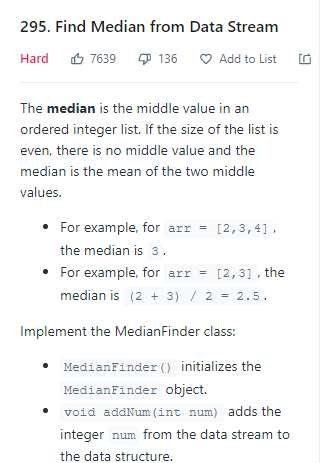 295. Find Median from Data Stream
Hard 7639 136 Add to List
The median is the middle value in an
ordered integer list. If the size of the list is
even, there is no middle value and the
median is the mean of the two middle
values.
• For example, for arr = [2,3,4] ,
the median is 3 .
• For example, for arr = [2,3] , the
median is (2 + 3) / 2 = 2.5 .
Implement the MedianFinder class:
• MedianFinder() initializes the
MedianFinder object.
• void addNum(int num) adds the
integer num from the data stream to
the data structure.